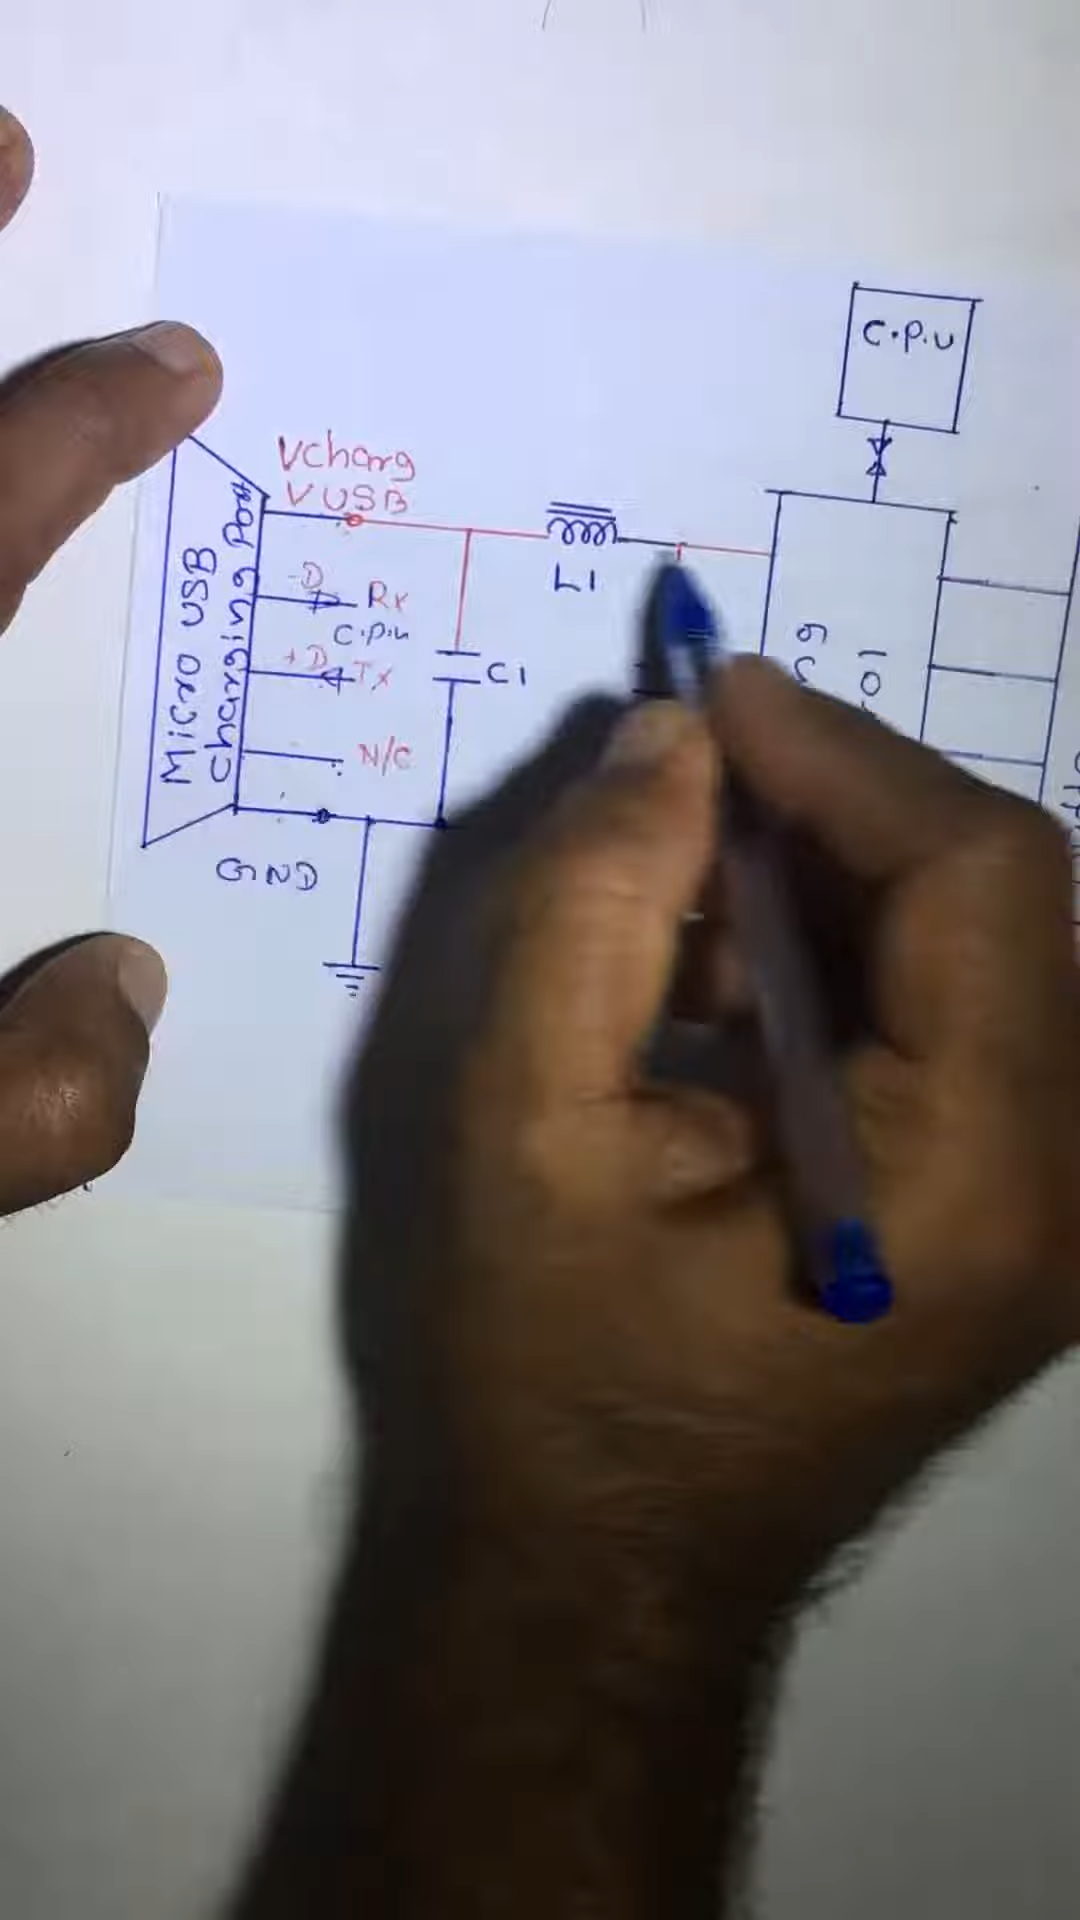 C.P.U
Vcharg
VUSB
Micro USB
Charging Port
-D
Rx
C.P.U
+D
Tx
N/C
GND
L1
C1